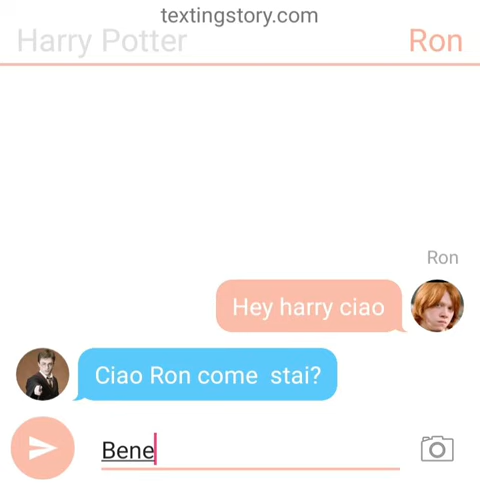 textingstory.com
Harry Potter
Ron
Ron
Hey harry ciao
Ciao Ron come  stai?
Bene